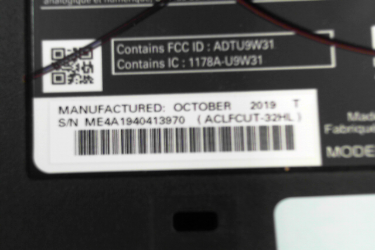 analogique et numérique
Contains FCC ID : ADTU9W31
Contains IC : 1178A-U9W31
MANUFACTURED: OCTOBER 2019 T
S/N ME4A1940413970 ( ACLFCUT-32HL )
Made
Fabriqué
MODE